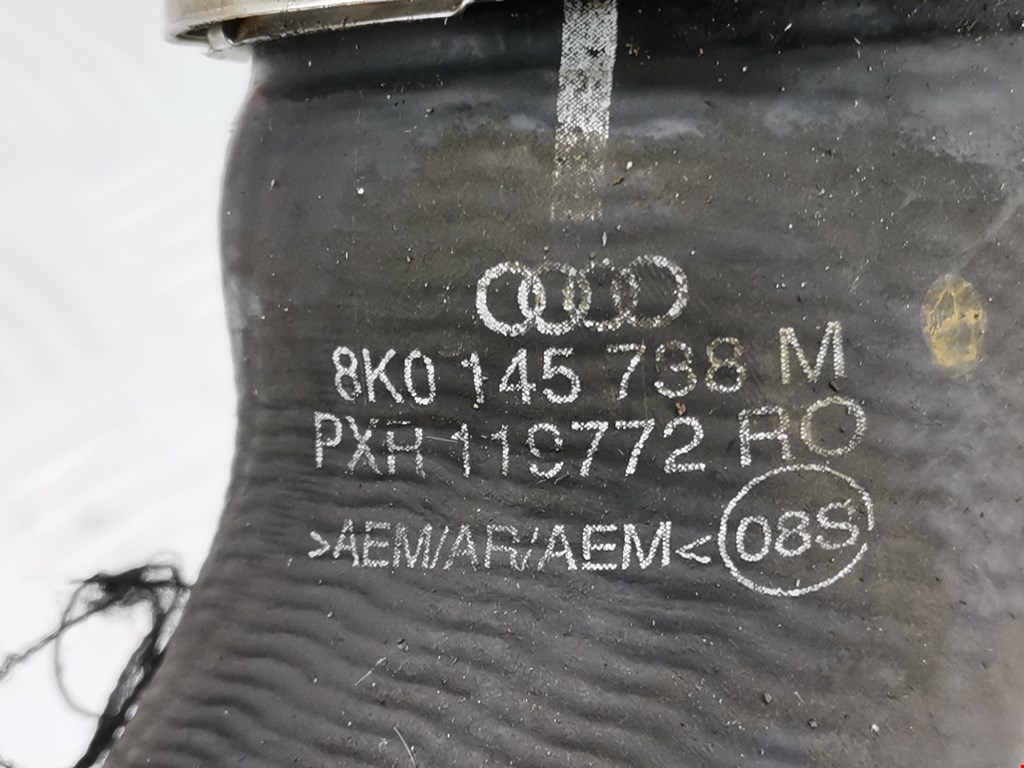 8K0 145 738 M
PXR 119772 RO
>AEM/AR/AEM< 08S